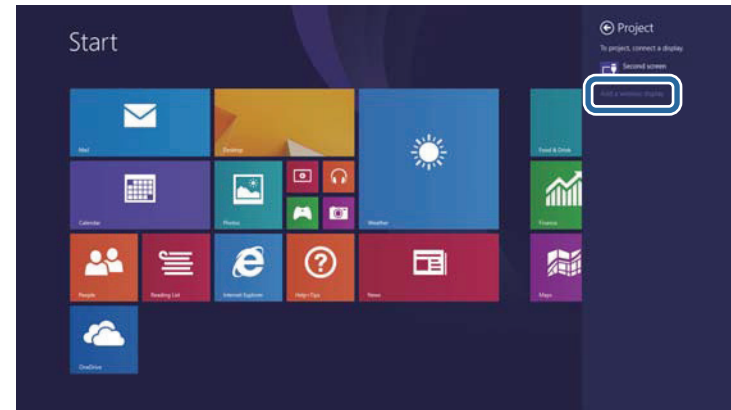 Start
Project
To project, connect a display
Second screen
Add a wireless display
Mail
Desktop
Food & Drink
Calendar
Photos
Weather
Finance
People
Reading List
Internet Explorer
Help+Tips
News
Maps
OneDrive